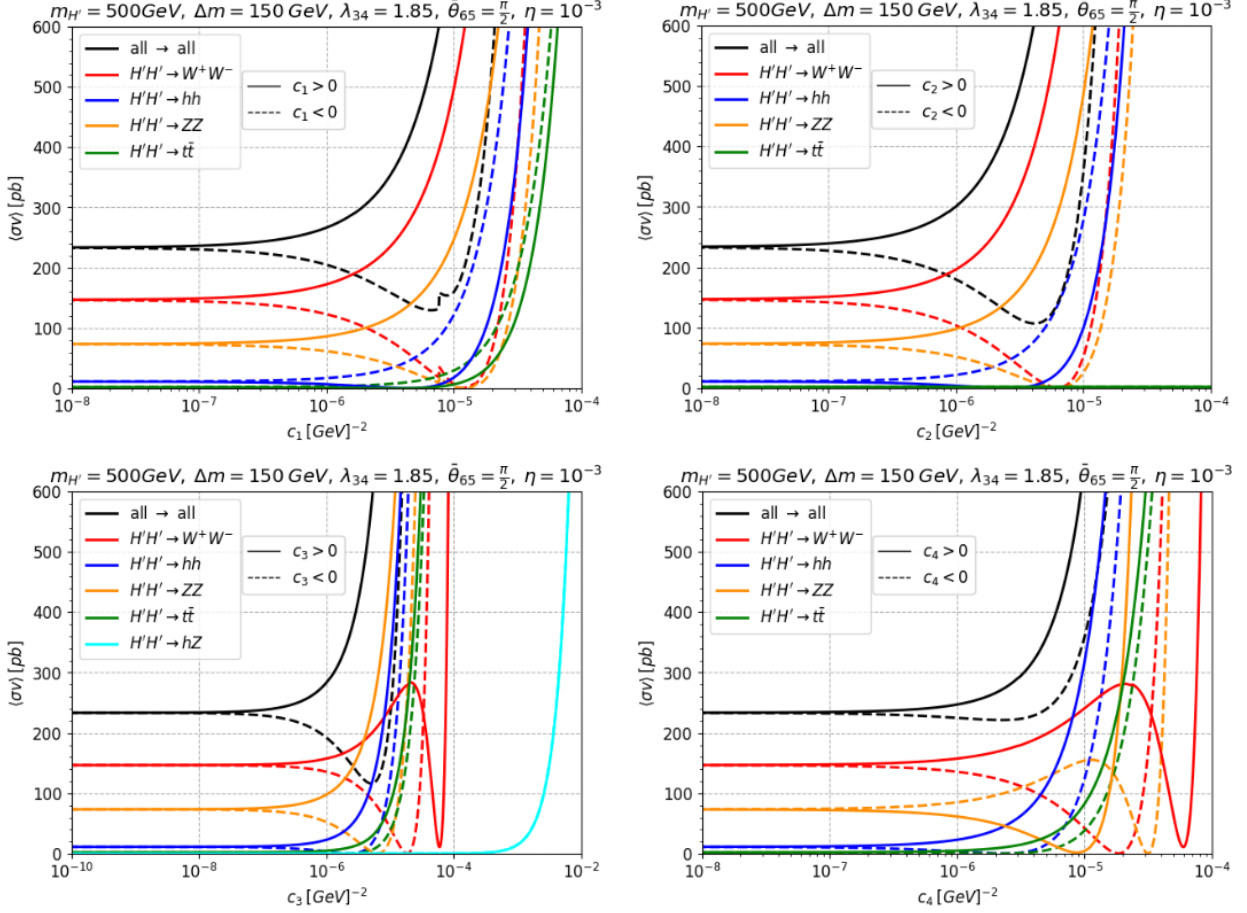 m_{H'} = 500GeV, Δm = 150 GeV, λ_{34} = 1.85, θ̄_{65} = π/2, η = 10^{-3}
600
500
400
300
200
100
0
⟨σv⟩ [pb]
all → all
H'H' → W^+W^-
H'H' → hh
H'H' → ZZ
H'H' → tt̄
c_1 > 0
c_1 < 0
10^{-8}
10^{-7}
10^{-6}
10^{-5}
10^{-4}
c_1 [GeV]^{-2}
m_{H'} = 500GeV, Δm = 150 GeV, λ_{34} = 1.85, θ̄_{65} = π/2, η = 10^{-3}
600
500
400
300
200
100
0
⟨σv⟩ [pb]
all → all
H'H' → W^+W^-
H'H' → hh
H'H' → ZZ
H'H' → tt̄
c_2 > 0
c_2 < 0
10^{-8}
10^{-7}
10^{-6}
10^{-5}
10^{-4}
c_2 [GeV]^{-2}
m_{H'} = 500GeV, Δm = 150 GeV, λ_{34} = 1.85, θ̄_{65} = π/2, η = 10^{-3}
600
500
400
300
200
100
0
⟨σv⟩ [pb]
all → all
H'H' → W^+W^-
H'H' → hh
H'H' → ZZ
H'H' → tt̄
H'H' → hZ
c_3 > 0
c_3 < 0
10^{-10}
10^{-8}
10^{-6}
10^{-4}
10^{-2}
c_3 [GeV]^{-2}
m_{H'} = 500GeV, Δm = 150 GeV, λ_{34} = 1.85, θ̄_{65} = π/2, η = 10^{-3}
600
500
400
300
200
100
0
⟨σv⟩ [pb]
all → all
H'H' → W^+W^-
H'H' → hh
H'H' → ZZ
H'H' → tt̄
c_4 > 0
c_4 < 0
10^{-8}
10^{-7}
10^{-6}
10^{-5}
10^{-4}
c_4 [GeV]^{-2}